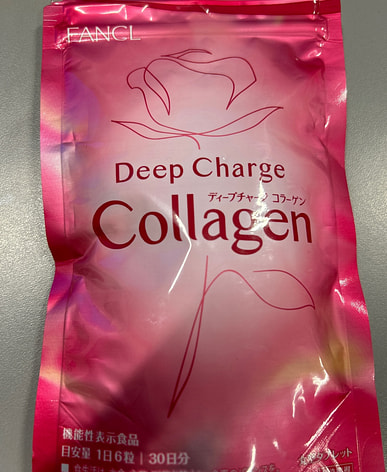 FANCL
Deep Charge
ディープチャージ コラーゲン
Collagen
機能性表示食品
目安量 1日6粒 | 30日分